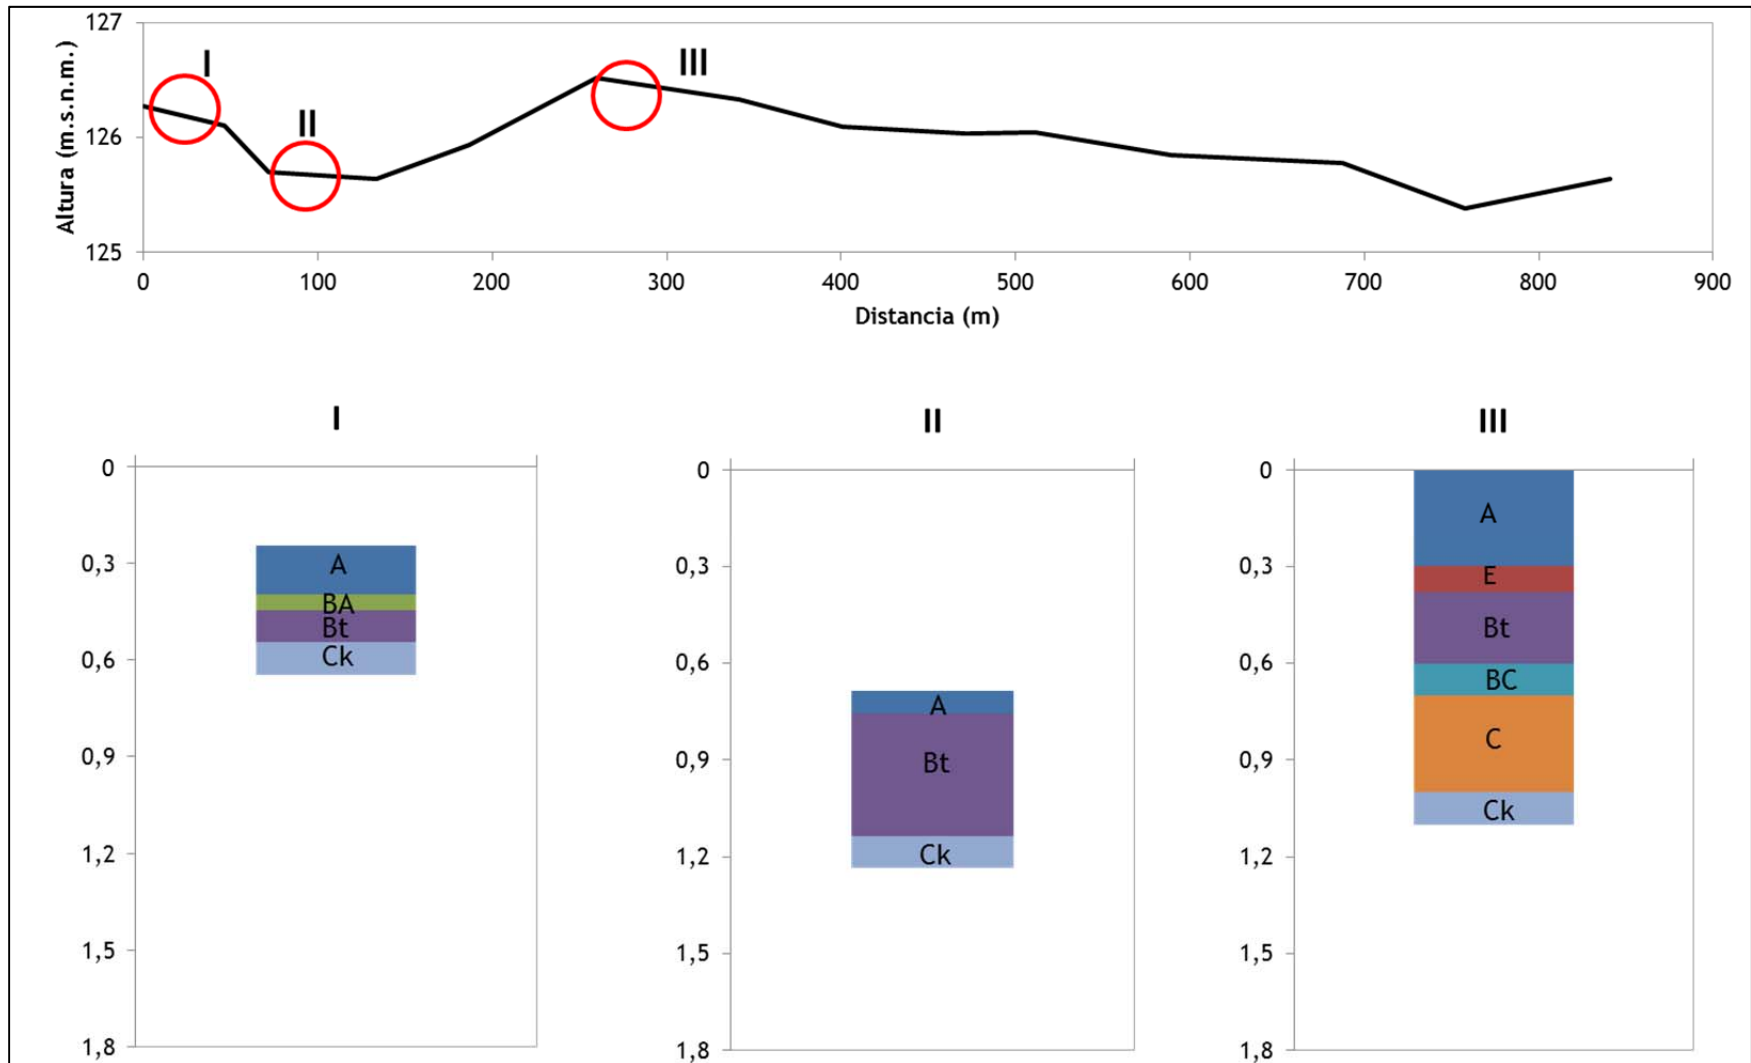 Altura (m.s.n.m.)
127
126
125
I
II
III
0 100 200 300 400 500 600 700 800 900
Distancia (m)
I
0
0,3
0,6
0,9
1,2
1,5
1,8
A
BA
Bt
Ck
II
0
0,3
0,6
0,9
1,2
1,5
1,8
A
Bt
Ck
III
0
0,3
0,6
0,9
1,2
1,5
1,8
A
E
Bt
BC
C
Ck